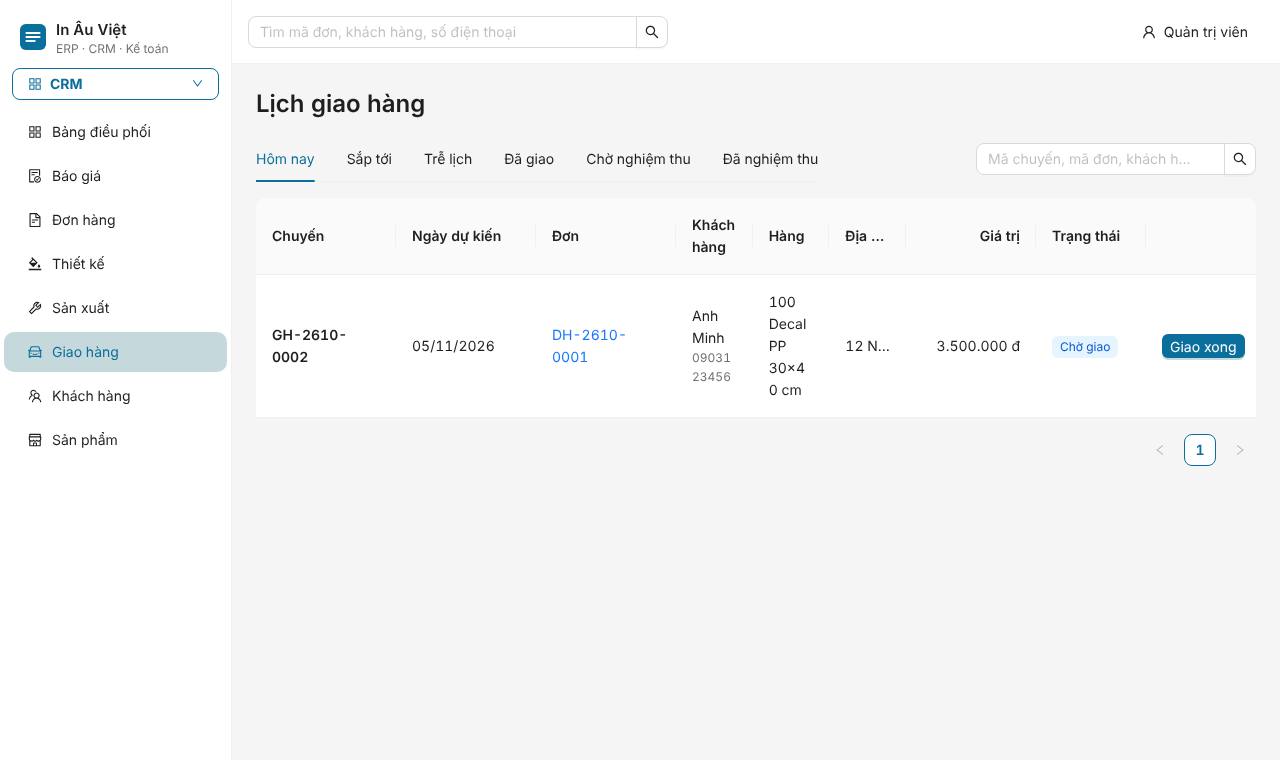 In Âu Việt
ERP · CRM · Kế toán
CRM
Bảng điều phối
Báo giá
Đơn hàng
Thiết kế
Sản xuất
Giao hàng
Khách hàng
Sản phẩm
Tìm mã đơn, khách hàng, số điện thoại
Quản trị viên
Lịch giao hàng
Hôm nay
Sắp tới
Trễ lịch
Đã giao
Chờ nghiệm thu
Đã nghiệm thu
Mã chuyến, mã đơn, khách h...
Chuyến
Ngày dự kiến
Đơn
Khách
hàng
Hàng
Địa ...
Giá trị
Trạng thái
GH-2610-
0002
05/11/2026
DH-2610-
0001
Anh
Minh
09031
23456
100
Decal
PP
30×4
0 cm
12 N...
3.500.000 đ
Chờ giao
Giao xong
1